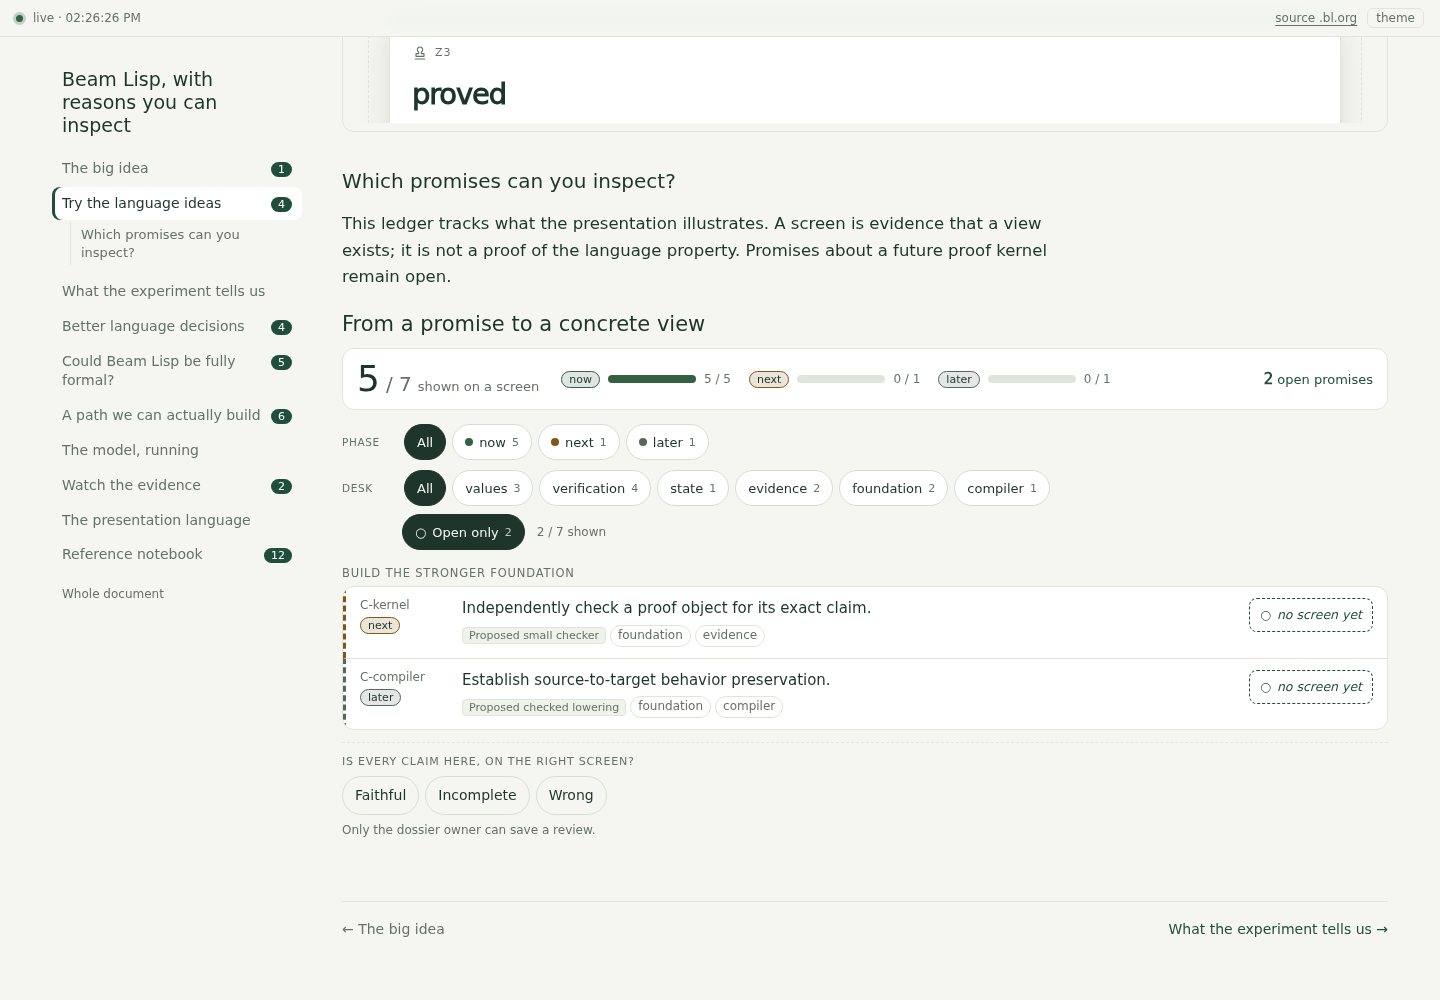 live · 02:26:26 PM
source .bl.org
theme
Beam Lisp, with
reasons you can
inspect
The big idea 1
Try the language ideas 4
Which promises can you
inspect?
What the experiment tells us
Better language decisions 4
Could Beam Lisp be fully
formal? 5
A path we can actually build 6
The model, running
Watch the evidence 2
The presentation language
Reference notebook 12
Whole document
Z3
proved
Which promises can you inspect?
This ledger tracks what the presentation illustrates. A screen is evidence that a view
exists; it is not a proof of the language property. Promises about a future proof kernel
remain open.
From a promise to a concrete view
5 / 7 shown on a screen now 5 / 5 next 0 / 1 later 0 / 1 2 open promises
PHASE All now 5 next 1 later 1
DESK All values 3 verification 4 state 1 evidence 2 foundation 2 compiler 1
○ Open only 2 2 / 7 shown
BUILD THE STRONGER FOUNDATION
C-kernel Independently check a proof object for its exact claim. ○ no screen yet
next Proposed small checker foundation evidence
C-compiler Establish source-to-target behavior preservation. ○ no screen yet
later Proposed checked lowering foundation compiler
IS EVERY CLAIM HERE, ON THE RIGHT SCREEN?
Faithful Incomplete Wrong
Only the dossier owner can save a review.
← The big idea What the experiment tells us →